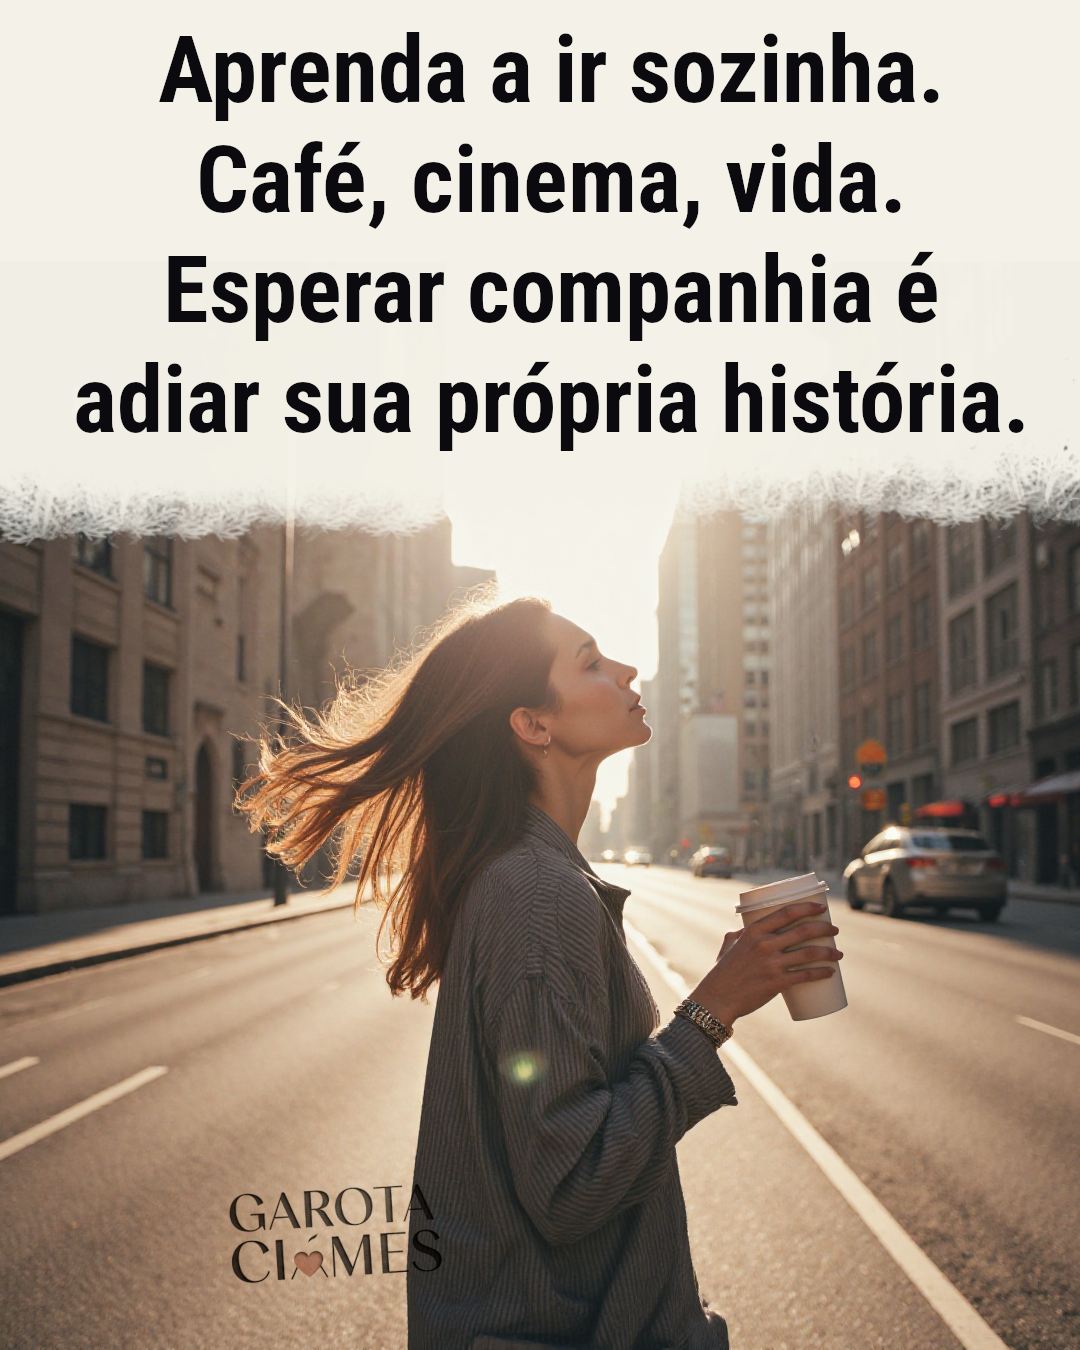 Aprenda a ir sozinha.
Café, cinema, vida.
Esperar companhia é
adiar sua própria história.
GAROTA
CIÚMES